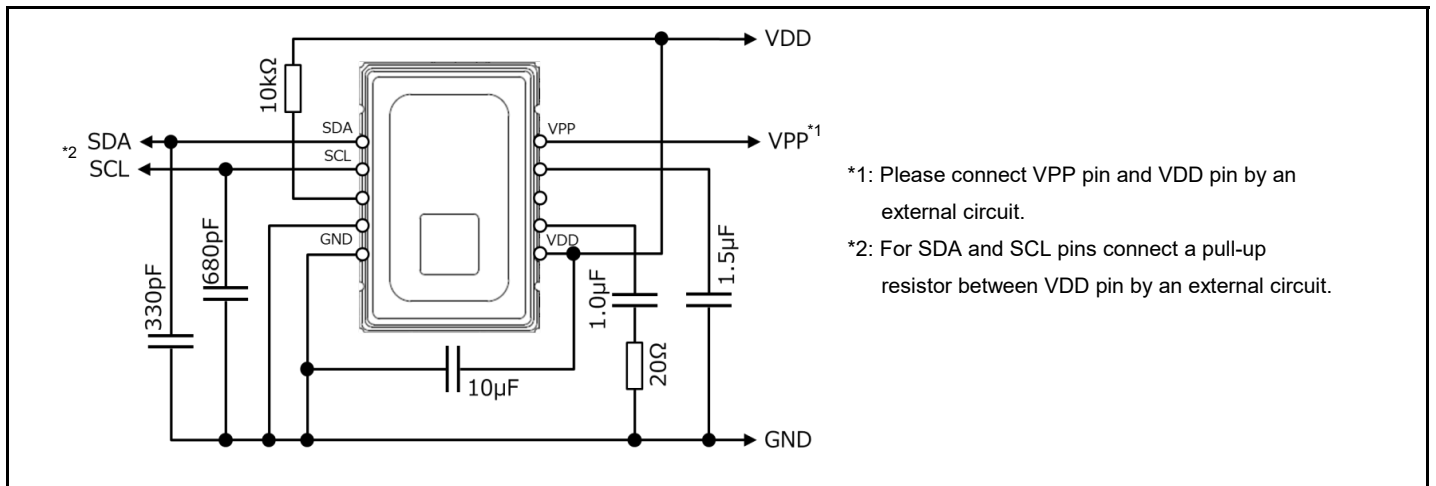 VDD
10kΩ
SDA
VPP
*2 SDA
VPP*1
SCL
SCL
*1: Please connect VPP pin and VDD pin by an
external circuit.
*2: For SDA and SCL pins connect a pull-up
resistor between VDD pin by an external circuit.
GND
VDD
330pF
680pF
1.0µF
1.5µF
20Ω
10µF
GND